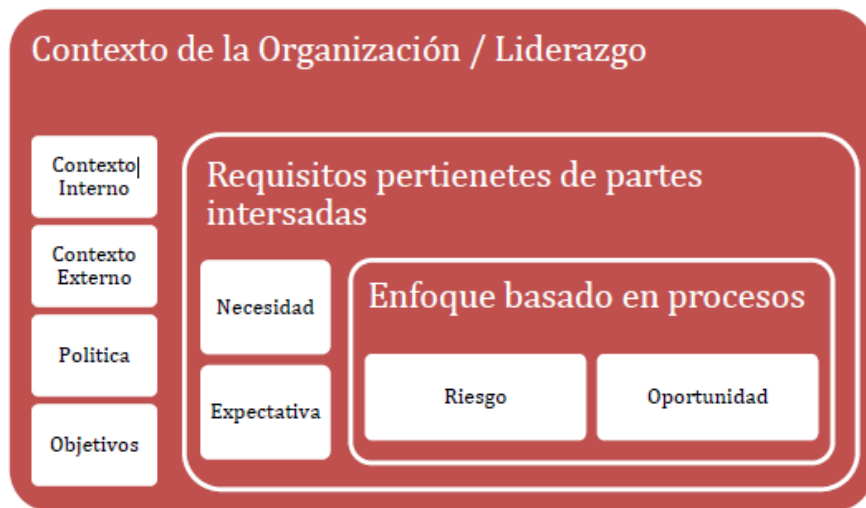 Contexto de la Organización / Liderazgo
Contexto
Interno
Contexto
Externo
Politica
Objetivos
Requisitos pertienetes de partes
intersadas
Necesidad
Expectativa
Enfoque basado en procesos
Riesgo
Oportunidad